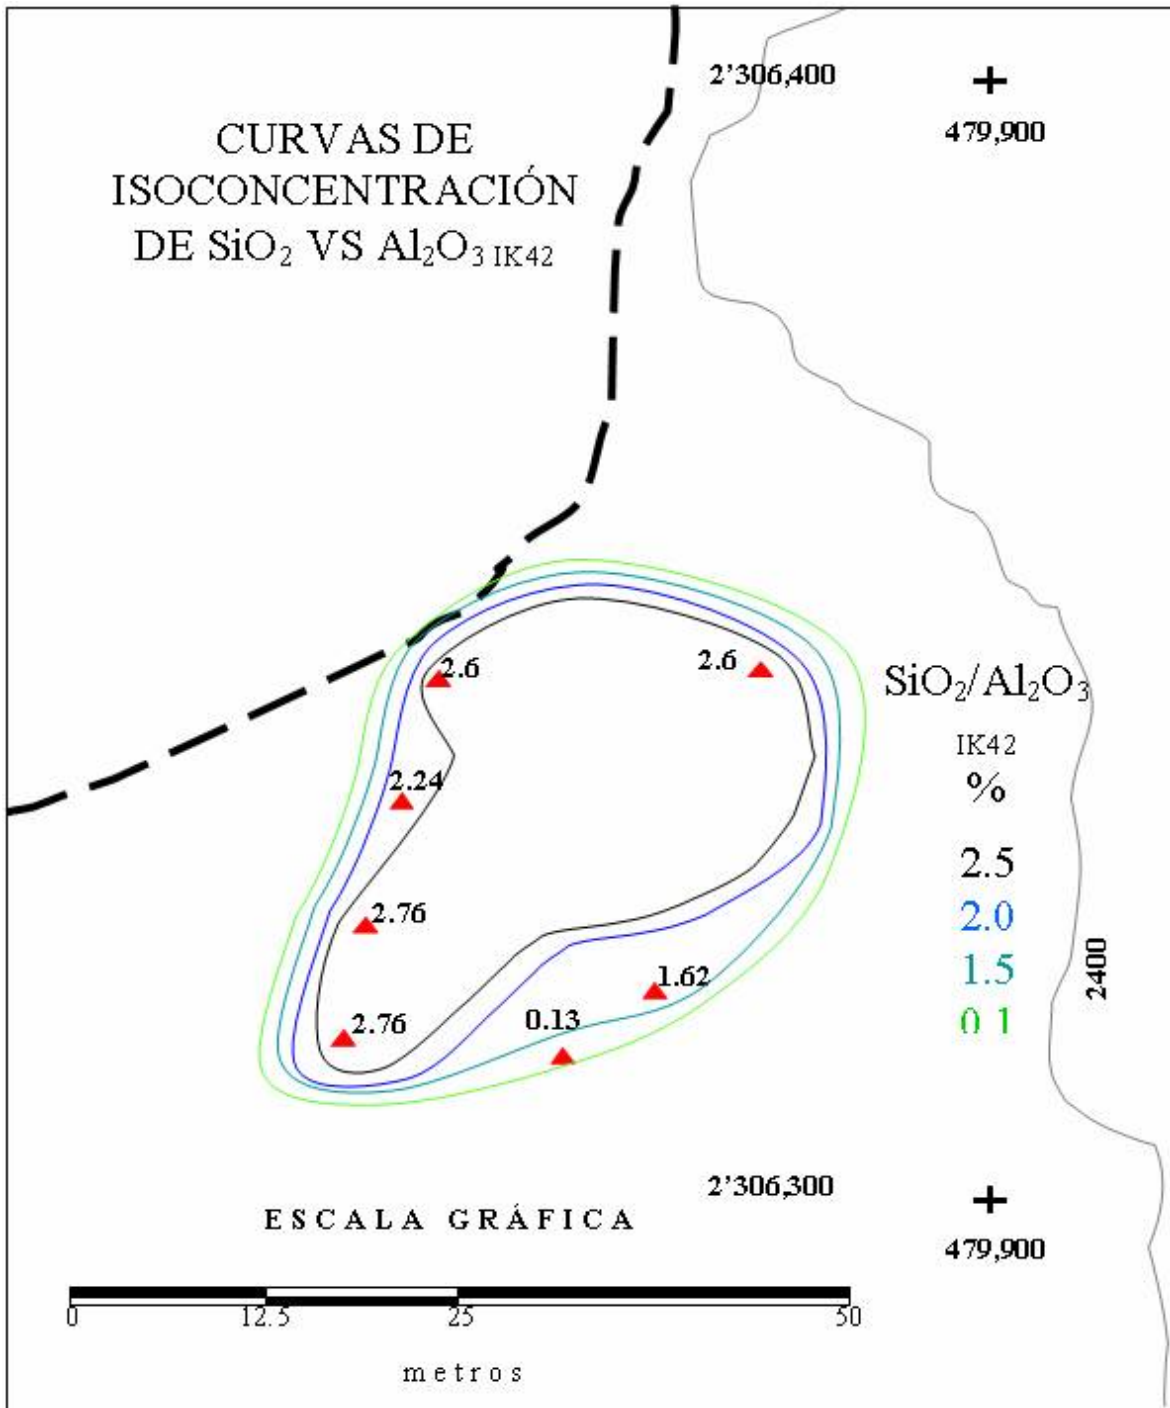 2’306,400
479,900
CURVAS DE
ISOCONCENTRACIÓN
DE SiO2 VS Al2O3 IK42
2.6
2.6
SiO2/Al2O3
IK42
%
2.24
2.5
2.0
1.5
0 1
2.76
1.62
2400
2.76
0.13
2’306,300
479,900
ESCALA GRÁFICA
0 12.5 25 50
metros